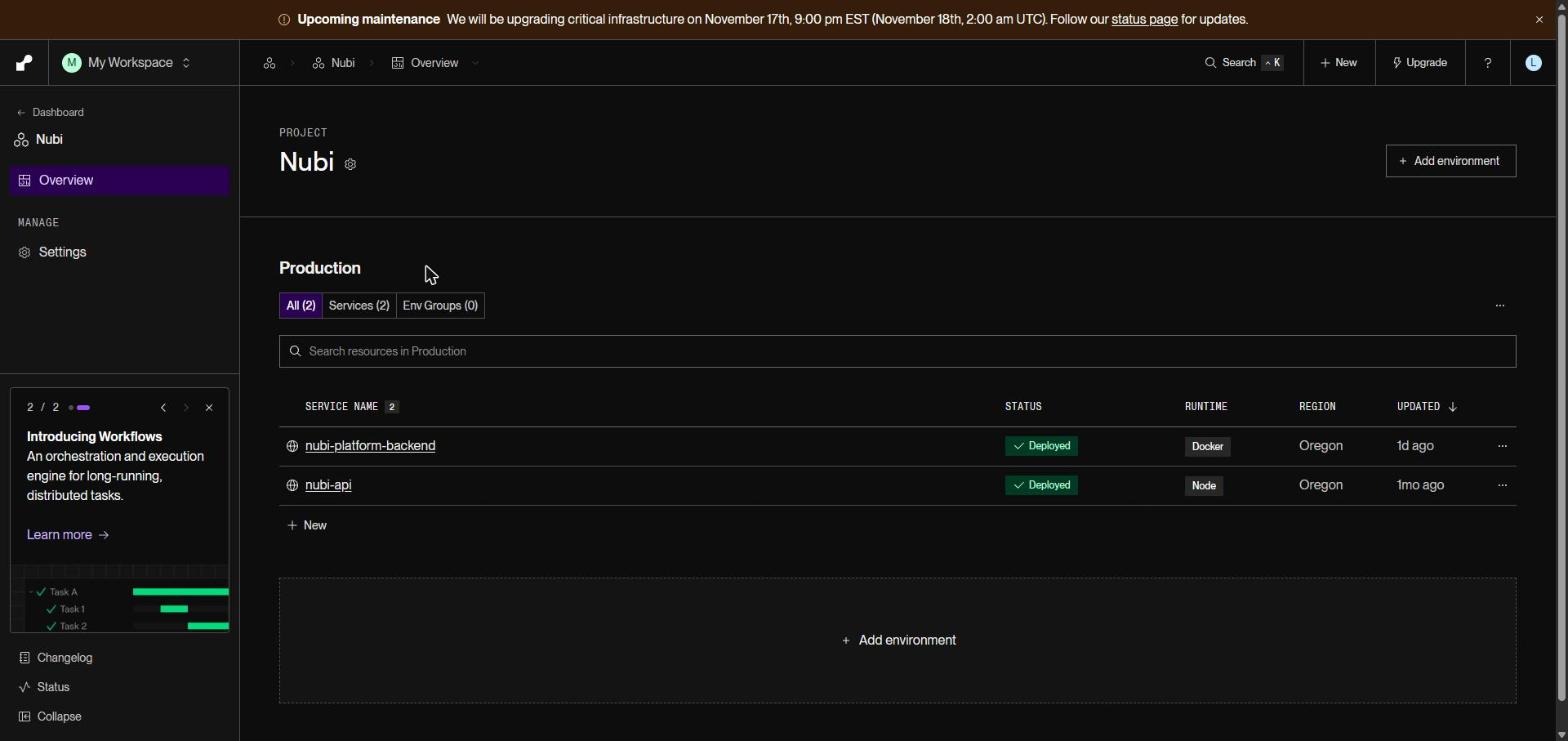 Upcoming maintenance We will be upgrading critical infrastructure on November 17th, 9:00 pm EST (November 18th, 2:00 am UTC). Follow our status page for updates.
M My Workspace
Nubi
Overview
Search ^ K
+ New
Upgrade
?
L
← Dashboard
Nubi
Overview
MANAGE
Settings
PROJECT
Nubi
+ Add environment
Production
All (2) Services (2) Env Groups (0)
...
Search resources in Production
SERVICE NAME 2 STATUS RUNTIME REGION UPDATED ↓
nubi-platform-backend ✓ Deployed Docker Oregon 1d ago ...
nubi-api ✓ Deployed Node Oregon 1mo ago ...
+ New
+ Add environment
2 / 2
Introducing Workflows
An orchestration and execution
engine for long-running,
distributed tasks.
Learn more →
Task A
Task 1
Task 2
Changelog
Status
Collapse